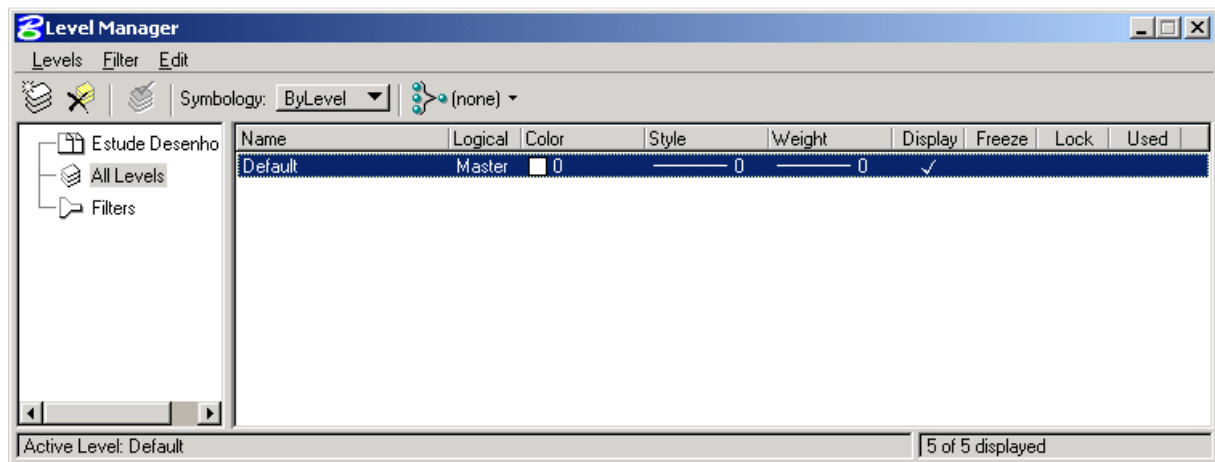 Level Manager
Levels Filter Edit
Symbology: ByLevel (none)
Estude Desenho
All Levels
Filters
Name Logical Color Style Weight Display Freeze Lock Used
Default Master 0 0 0
Active Level: Default 5 of 5 displayed